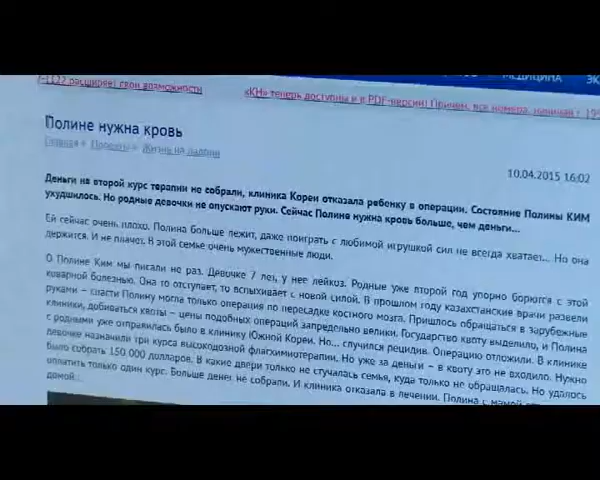 МЕДИЦИНА
-1122 расширяет свои возможности
«КН» теперь доступны и в PDF-версии! Причем, все номера, начиная с
Полине нужна кровь
Главная » Проекты » Жизнь на ладони
10.04.2015 16:02
Деньги на второй курс терапии не собрали, клиника Кореи отказала ребенку в операции. Состояние Полины КИМ
ухудшилось. Но родные девочки не опускают руки. Сейчас Полине нужна кровь больше, чем деньги...
Ей сейчас очень плохо. Полина больше лежит, даже поиграть с любимой игрушкой сил не всегда хватает... Но она
держится. И не плачет. В этой семье очень мужественные люди.
О Полине Ким мы писали не раз. Девочке 7 лет, у нее лейкоз. Родные уже второй год упорно борются с этой
коварной болезнью. Она то отступает, то вспыхивает с новой силой. В прошлом году казахстанские врачи развели
руками – спасти Полину могла только операция по пересадке костного мозга. Пришлось обращаться в зарубежные
клиники, добиваться квоты – цены подобных операций запредельно велики. Государство квоту выделило, и Полина
с родными уже отправилась было в клинику Южной Кореи. Но... случился рецидив. Операцию отложили. В клинике
девочке назначили три курса высокодозной флагхимиотерапии. Но уже за деньги – в квоту это не входило. Нужно
было собрать 150 000 долларов. В какие двери только не стучалась семья, куда только не обращалась. Но удалось
оплатить только один курс. Больше денег не собрали. И клиника отказала в лечении. Полина с мамой
домой...